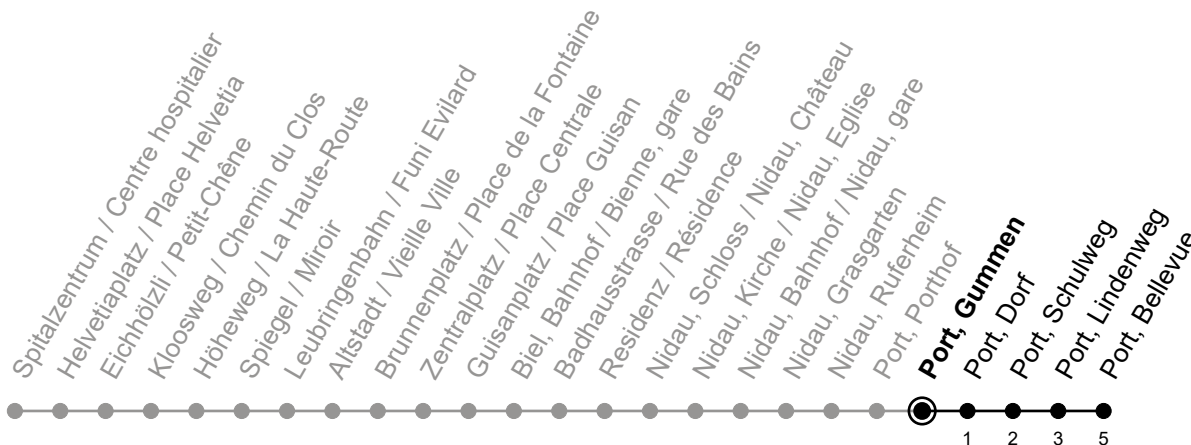 Spitalzentrum / Centre hospitalier
Helvetiaplatz / Place Helvetia
Eichhölzli / Petit-Chêne
Kloosweg / Chemin du Clos
Höheweg / La Haute-Route
Spiegel / Miroir
Leubringenbahn / Funi Evilard
Altstadt / Vieille Ville
Brunnenplatz / Place de la Fontaine
Zentralplatz / Place Centrale
Guisanplatz / Place Guisan
Biel, Bahnhof / Bienne, gare
Badhausstrasse / Rue des Bains
Residenz / Résidence
Nidau, Schloss / Nidau, Château
Nidau, Kirche / Nidau, Eglise
Nidau, Bahnhof / Nidau, gare
Nidau, Grasgarten
Nidau, Ruferheim
Port, Porthof
Port, Gummen
Port, Dorf
Port, Schulweg
Port, Lindenweg
Port, Bellevue
1 2 3 5